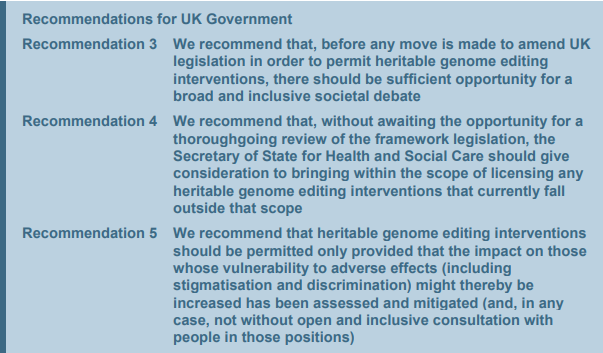 Recommendations for UK Government
Recommendation 3 We recommend that, before any move is made to amend UK
legislation in order to permit heritable genome editing
interventions, there should be sufficient opportunity for a
broad and inclusive societal debate
Recommendation 4 We recommend that, without awaiting the opportunity for a
thoroughgoing review of the framework legislation, the
Secretary of State for Health and Social Care should give
consideration to bringing within the scope of licensing any
heritable genome editing interventions that currently fall
outside that scope
Recommendation 5 We recommend that heritable genome editing interventions
should be permitted only provided that the impact on those
whose vulnerability to adverse effects (including
stigmatisation and discrimination) might thereby be
increased has been assessed and mitigated (and, in any
case, not without open and inclusive consultation with
people in those positions)